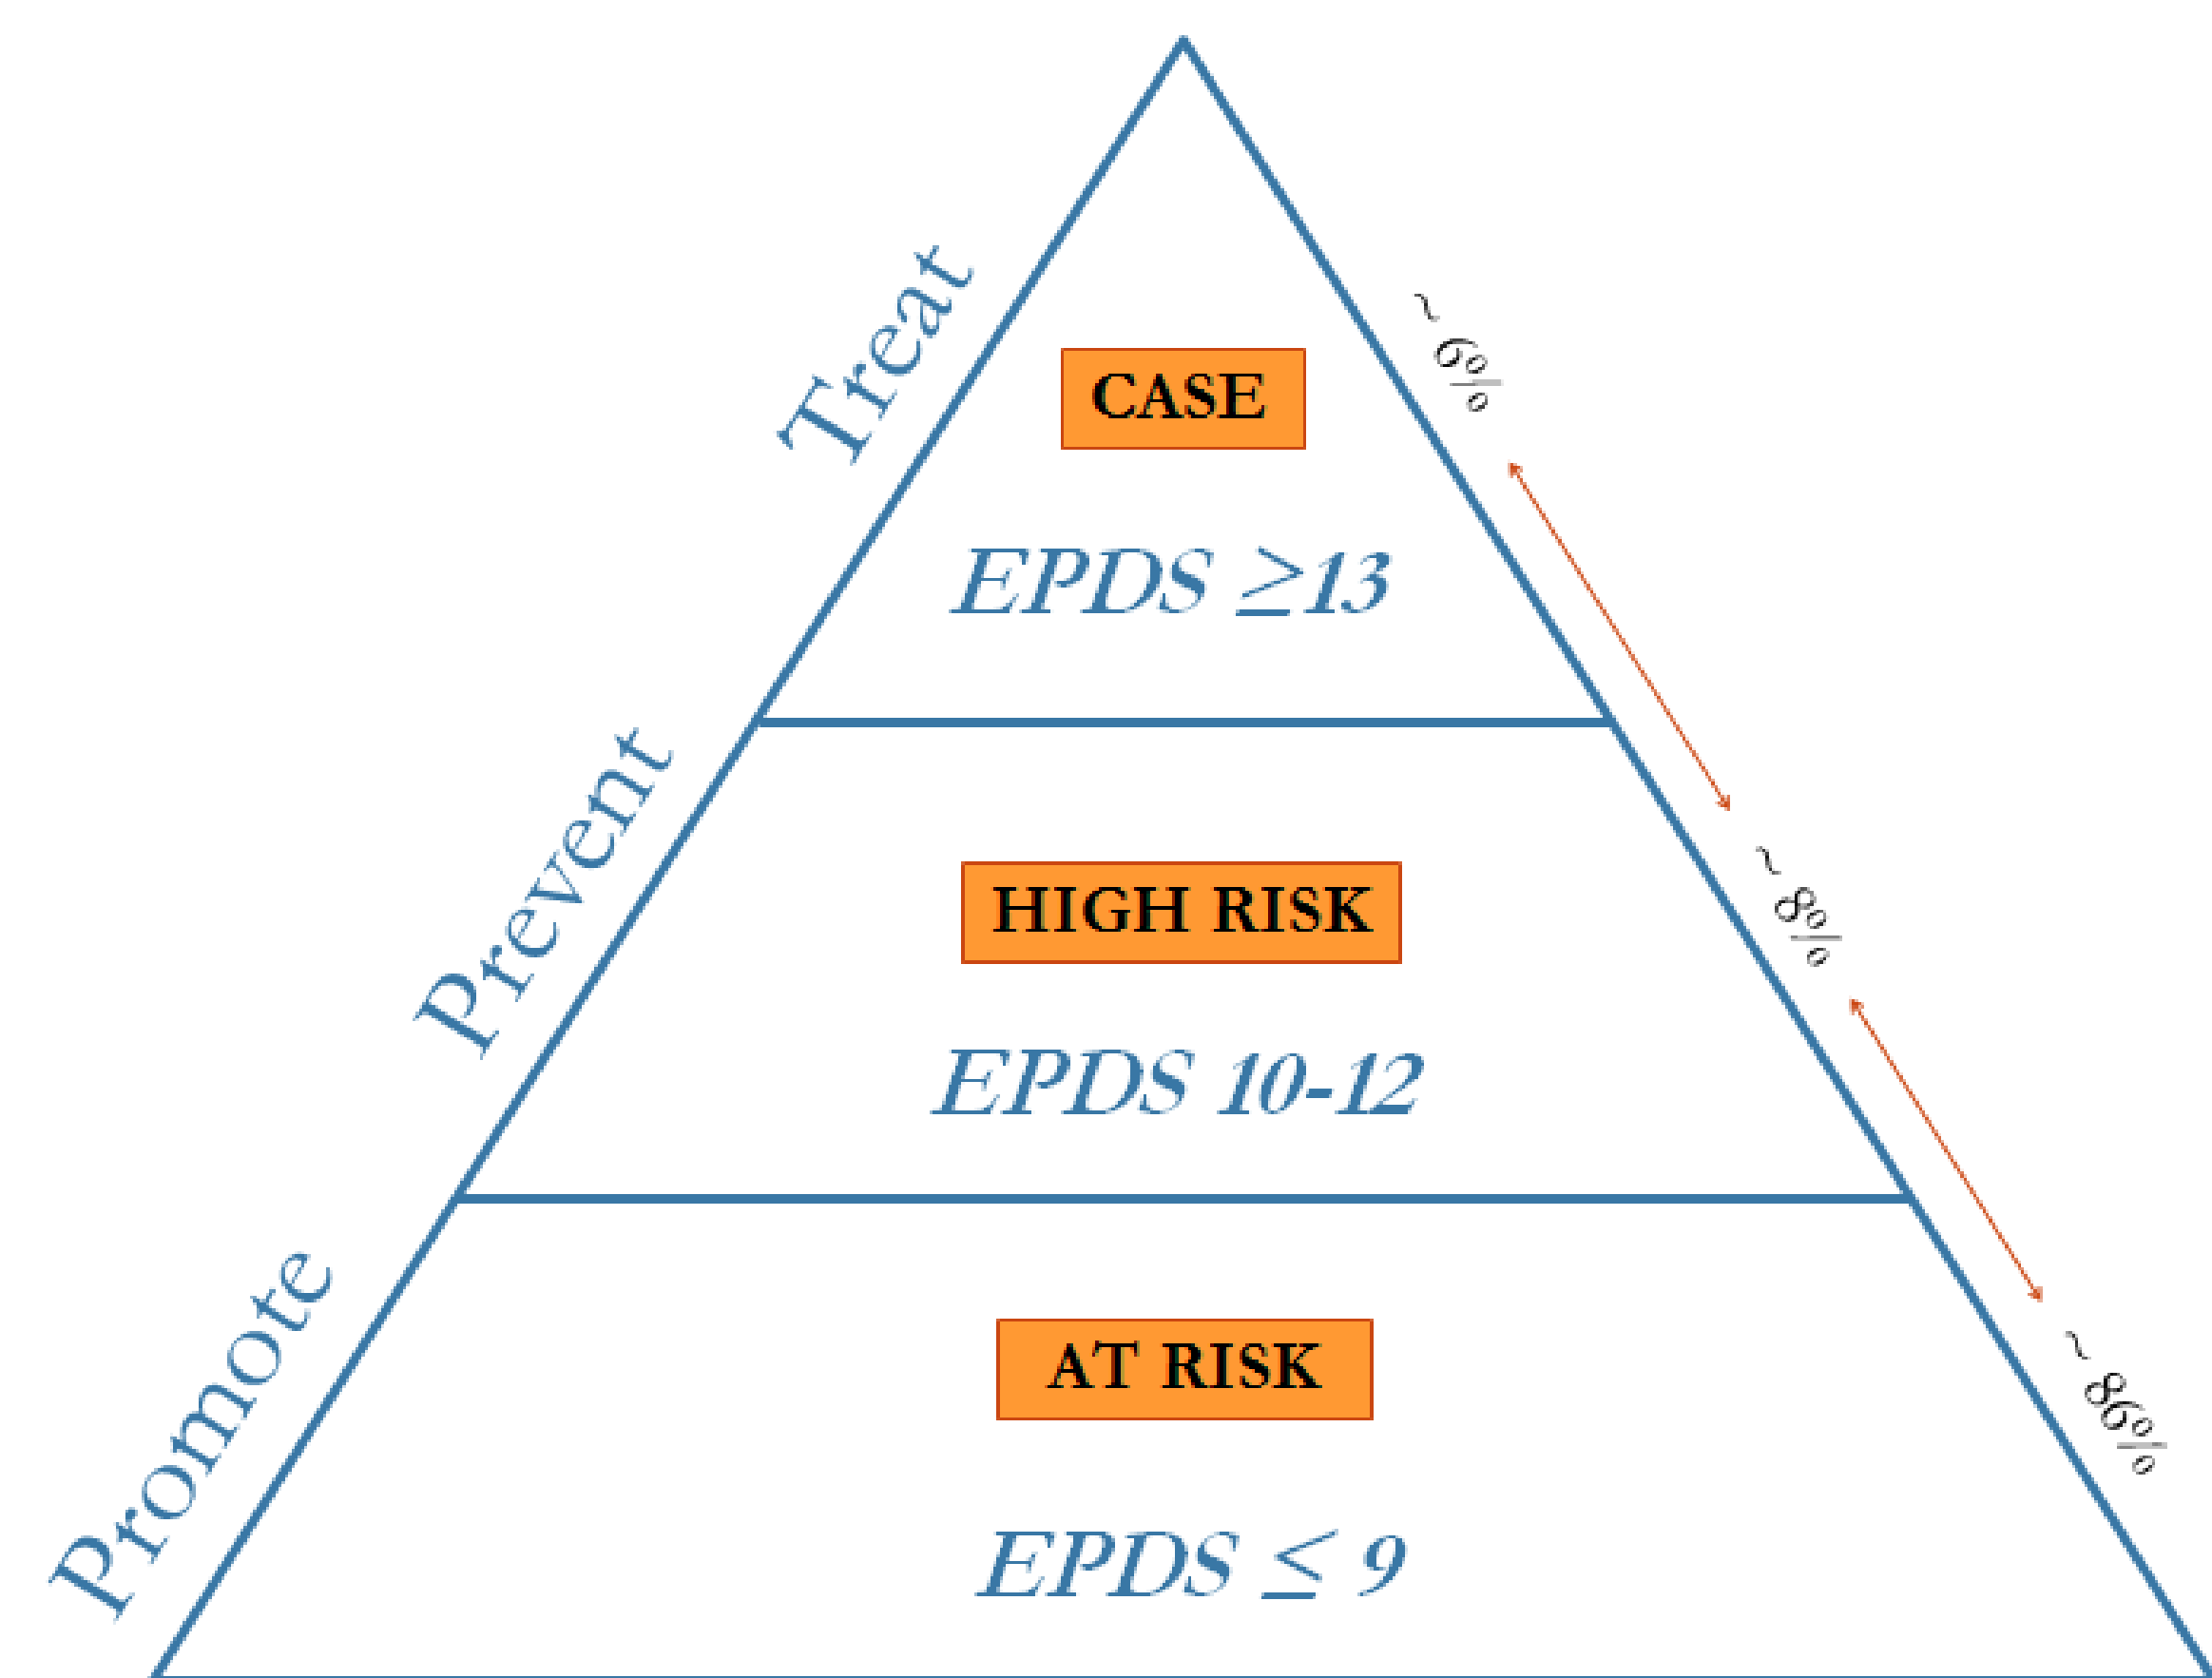 Treat
CASE
~ 6%
EPDS ≥13
Prevent
HIGH RISK
~ 8%
EPDS 10-12
Promote
AT RISK
~ 86%
EPDS ≤ 9